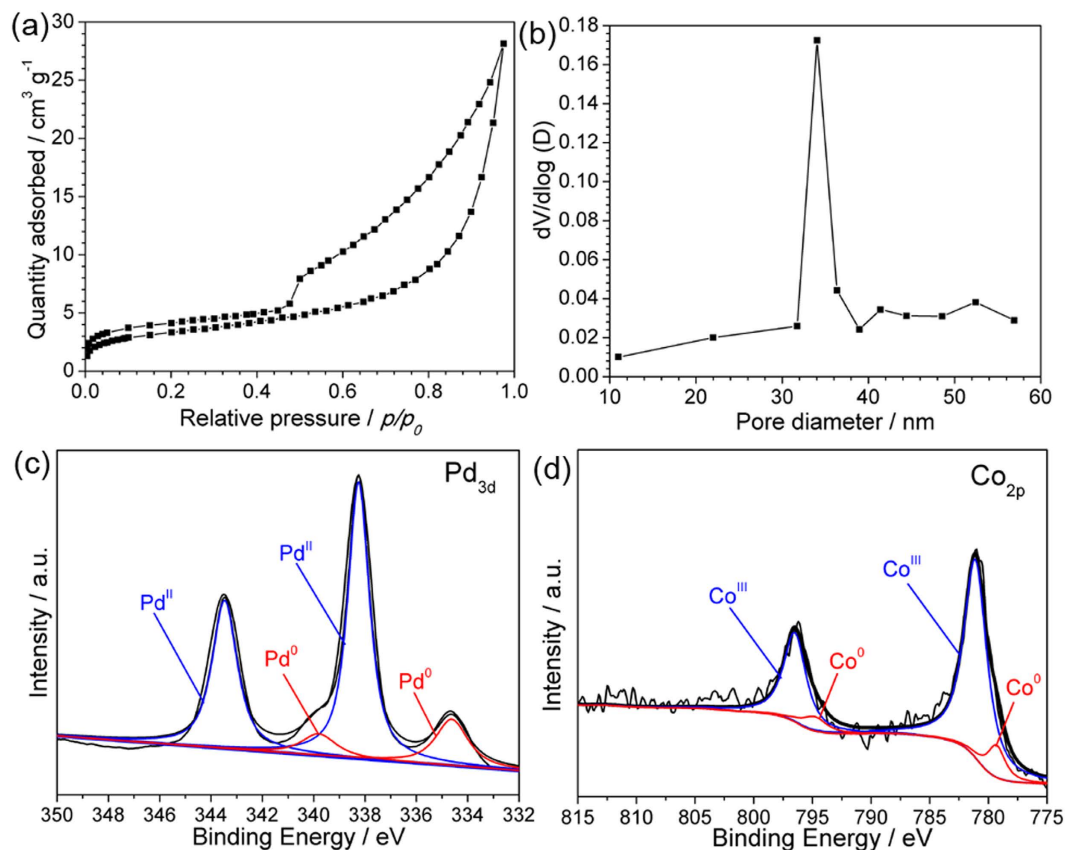 (a)
30
25
20
15
10
5
0
Quantity adsorbed / cm³ g⁻¹
0.0 0.2 0.4 0.6 0.8 1.0
Relative pressure / p/p₀
(b)
0.18
0.16
0.14
0.12
0.10
0.08
0.06
0.04
0.02
0.00
dV/dlog (D)
10 20 30 40 50 60
Pore diameter / nm
(c)
Pd₃d
Pdᴵᴵ
Pdᴵᴵ
Pd⁰
Pd⁰
Intensity / a.u.
350 348 346 344 342 340 338 336 334 332
Binding Energy / eV
(d)
Co₂p
Coᴵᴵᴵ
Coᴵᴵᴵ
Co⁰
Co⁰
Intensity / a.u.
815 810 805 800 795 790 785 780 775
Binding Energy / eV